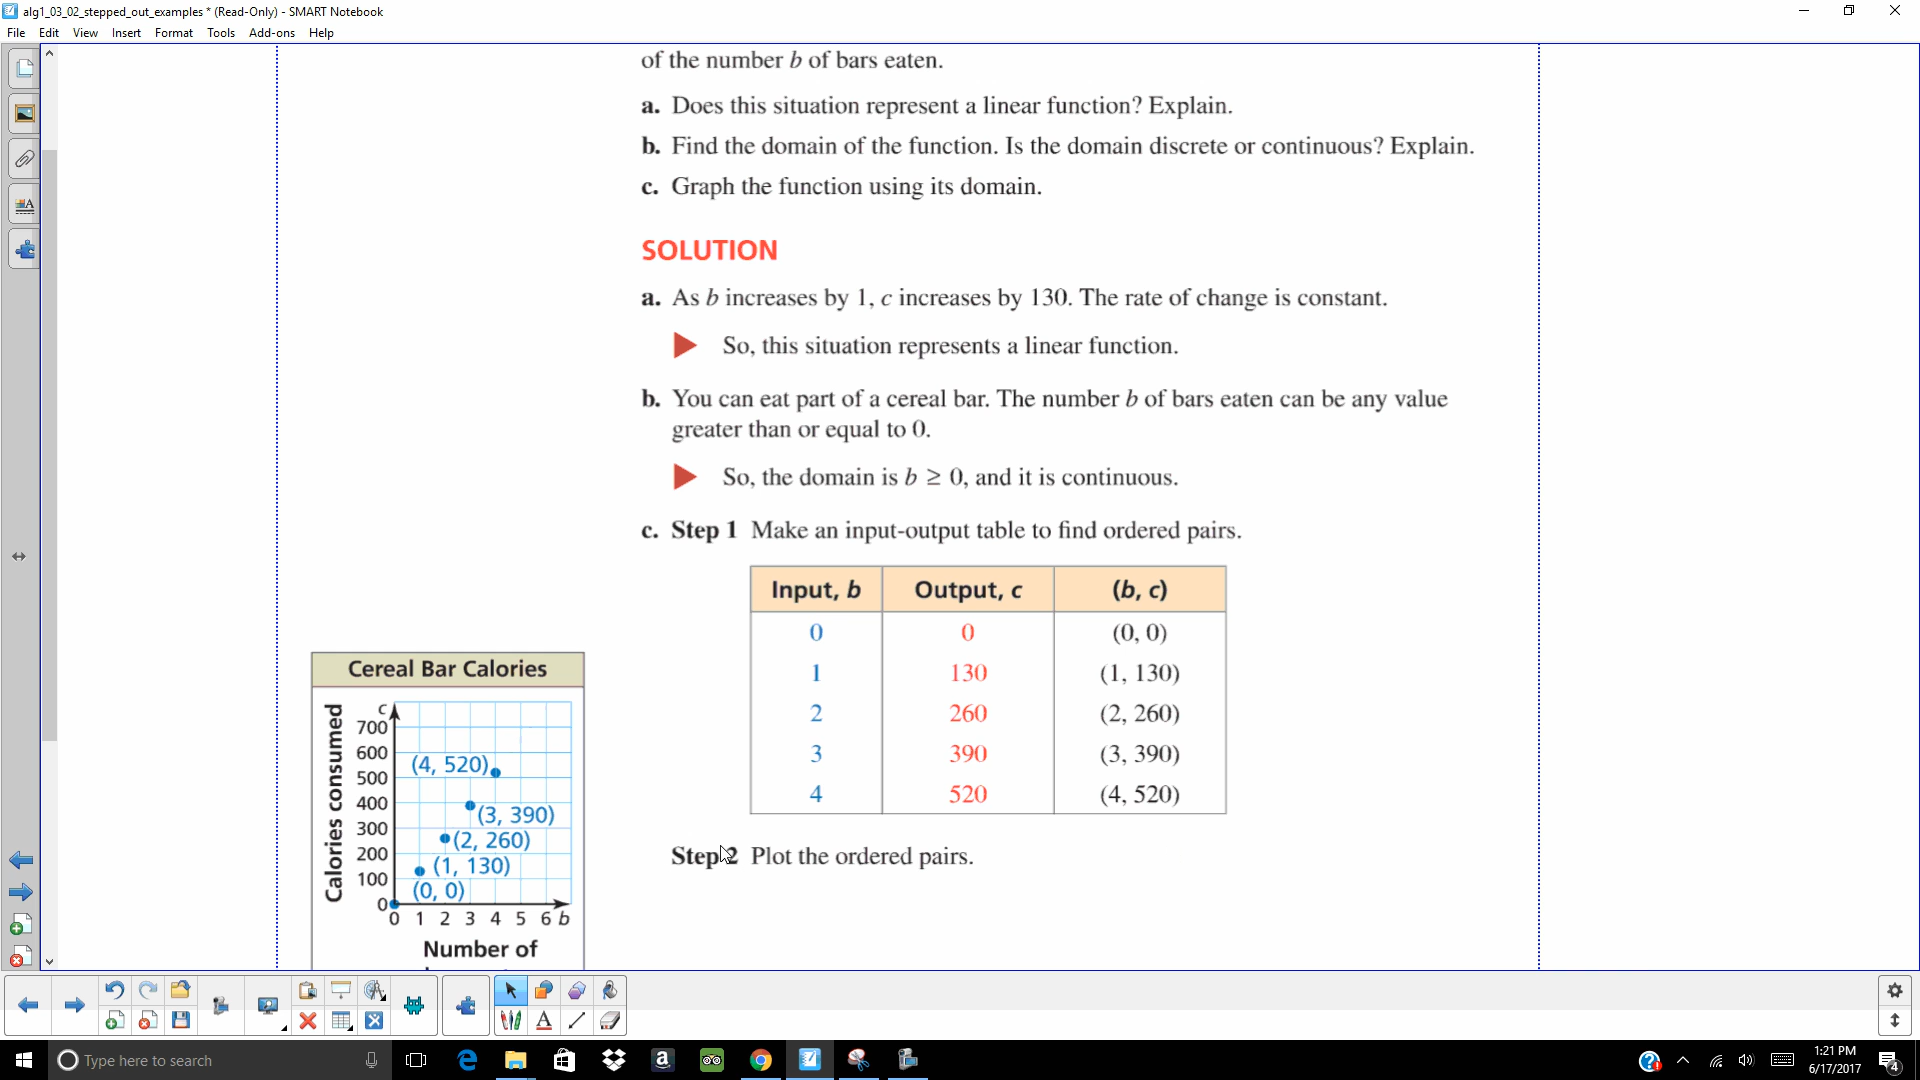 alg1_03_02_stepped_out_examples * (Read-Only) - SMART Notebook
File Edit View Insert Format Tools Add-ons Help
of the number b of bars eaten.
a. Does this situation represent a linear function? Explain.
b. Find the domain of the function. Is the domain discrete or continuous? Explain.
c. Graph the function using its domain.
SOLUTION
a. As b increases by 1, c increases by 130. The rate of change is constant.
So, this situation represents a linear function.
b. You can eat part of a cereal bar. The number b of bars eaten can be any value
greater than or equal to 0.
So, the domain is b ≥ 0, and it is continuous.
c. Step 1 Make an input-output table to find ordered pairs.
Input, b Output, c (b, c)
0 0 (0, 0)
1 130 (1, 130)
2 260 (2, 260)
3 390 (3, 390)
4 520 (4, 520)
Step 2 Plot the ordered pairs.
Cereal Bar Calories
Calories consumed
c
700
600
500
400
300
200
100
0
(4, 520)
(3, 390)
(2, 260)
(1, 130)
(0, 0)
0 1 2 3 4 5 6 b
Number of
Type here to search
1:21 PM
6/17/2017
4